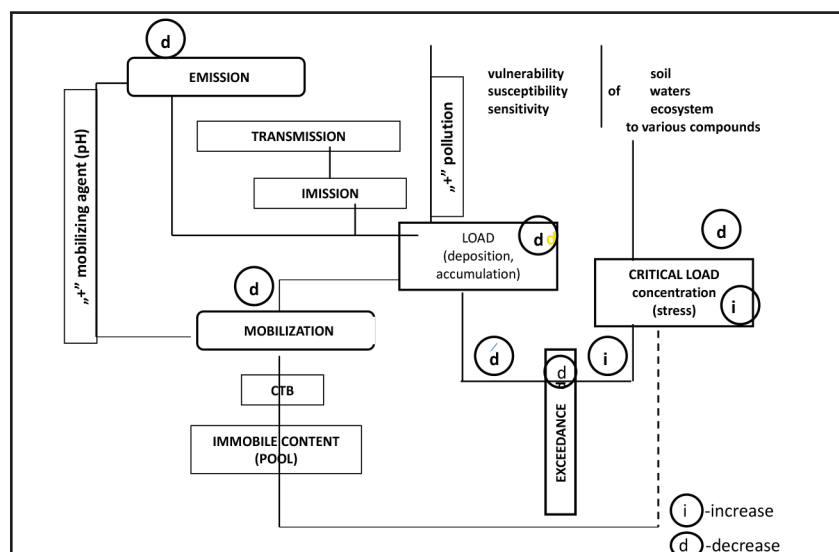 d
EMISSION
vulnerability
susceptibility
sensitivity
of
soil
waters
ecosystem
to various compounds
TRANSMISSION
„+” pollution
„+” mobilizing agent (pH)
IMISSION
d
LOAD
(deposition,
accumulation)
d d
d
CRITICAL LOAD
concentration
(stress)
i
MOBILIZATION
d
i
d
CTB
EXCEEDANCE
IMMOBILE CONTENT
(POOL)
i -increase
d -decrease